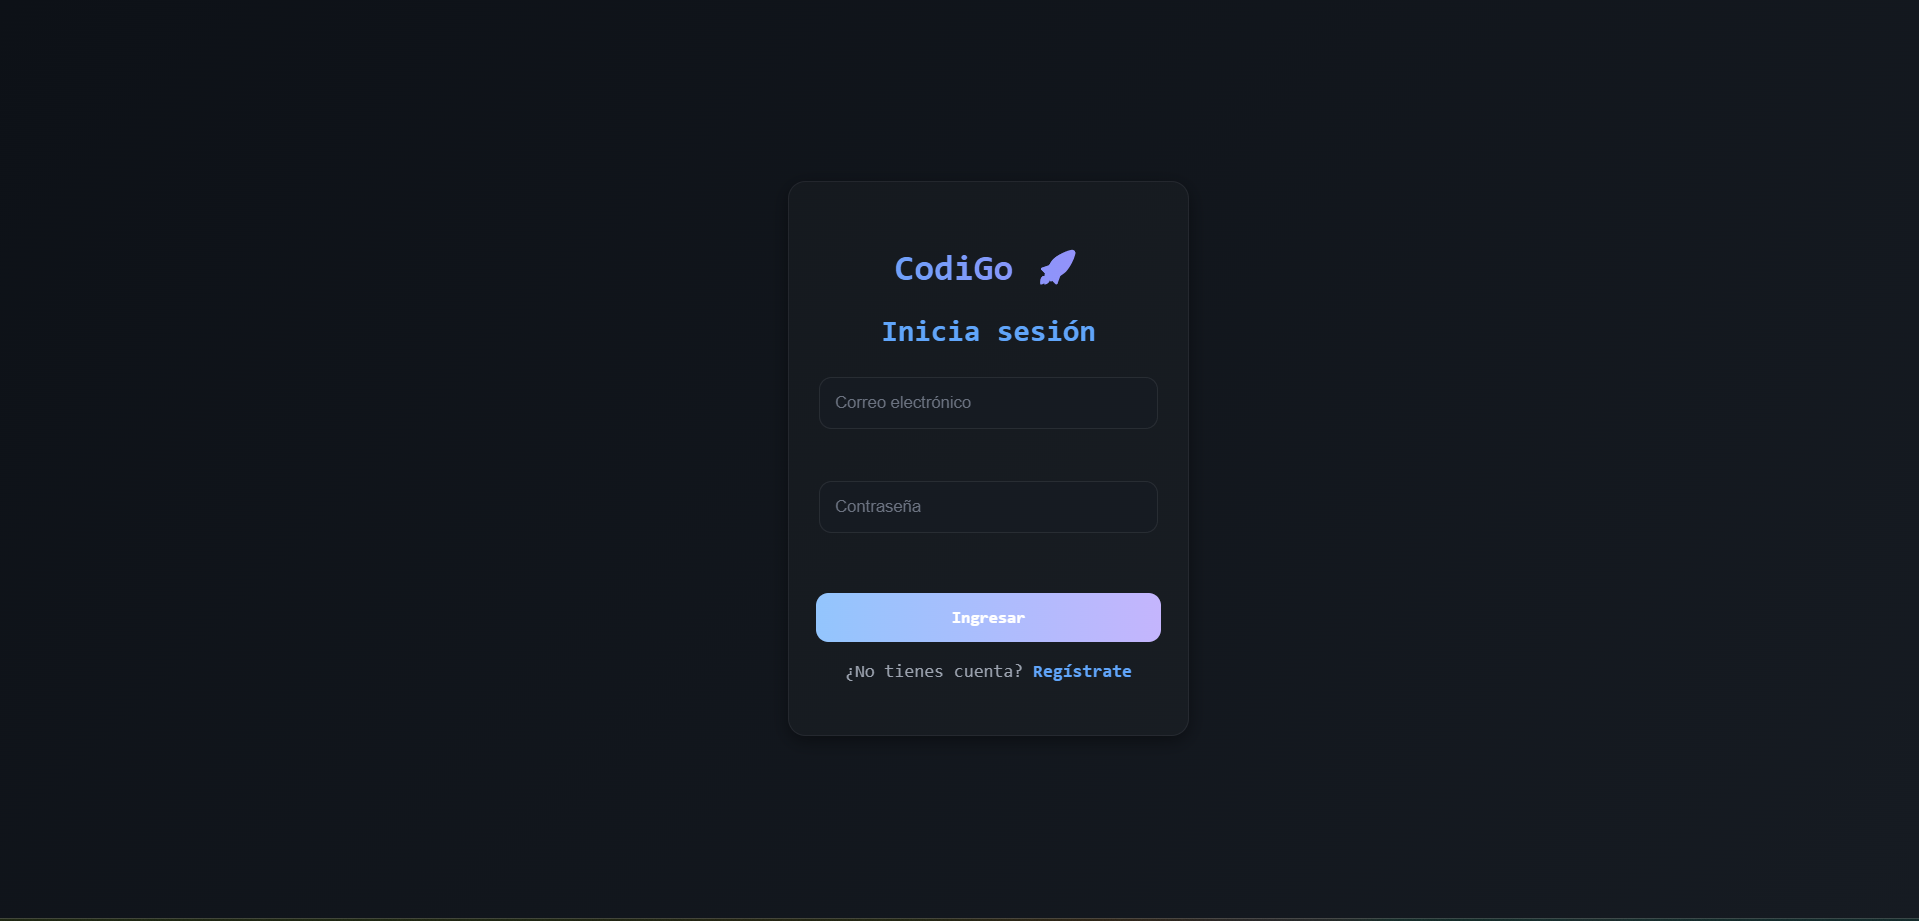 CodiGo
Inicia sesión
Correo electrónico
Contraseña
Ingresar
¿No tienes cuenta? Regístrate